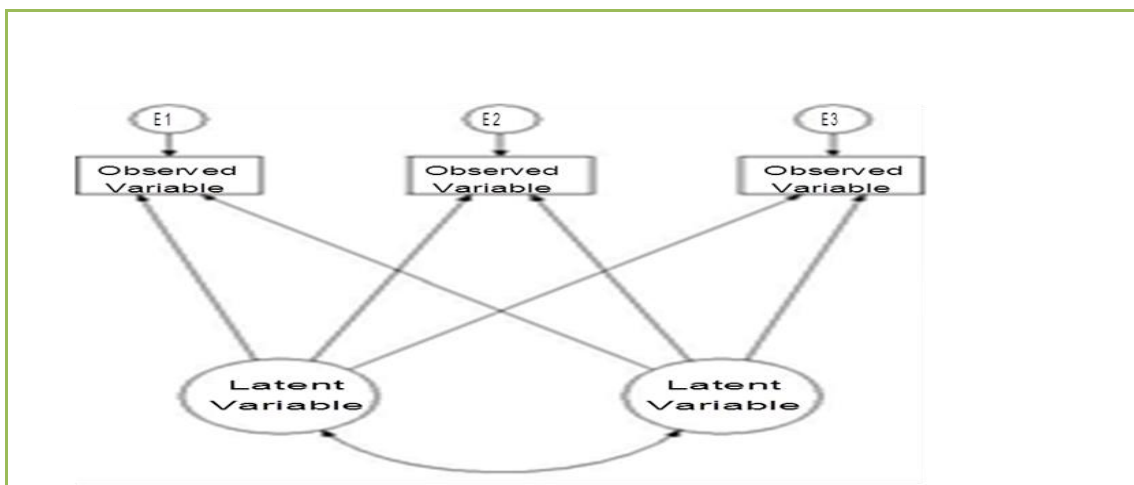 E1
E2
E3
Observed
Variable
Observed
Variable
Observed
Variable
Latent
Variable
Latent
Variable